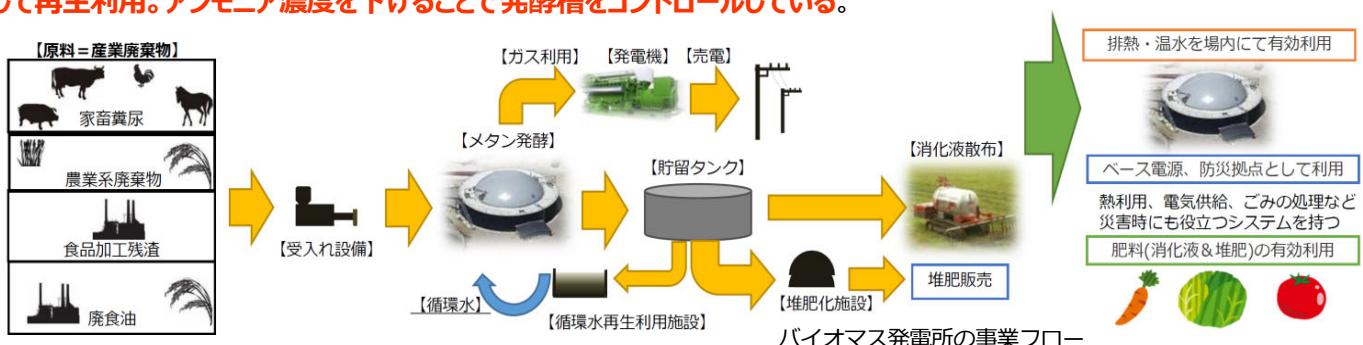 して再生利用。アンモニア濃度を下げることで発酵槽をコントロールしている。
【原料＝産業廃棄物】
家畜糞尿
農業系廃棄物
食品加工残渣
廃食油
【受入れ設備】
【メタン発酵】
【ガス利用】
【発電機】
【売電】
【貯留タンク】
【循環水】
【循環水再生利用施設】
【堆肥化施設】
【消化液散布】
堆肥販売
排熱・温水を場内にて有効利用
ベース電源、防災拠点として利用
熱利用、電気供給、ごみの処理など
災害時にも役立つシステムを持つ
肥料(消化液＆堆肥)の有効利用
バイオマス発電所の事業フロー